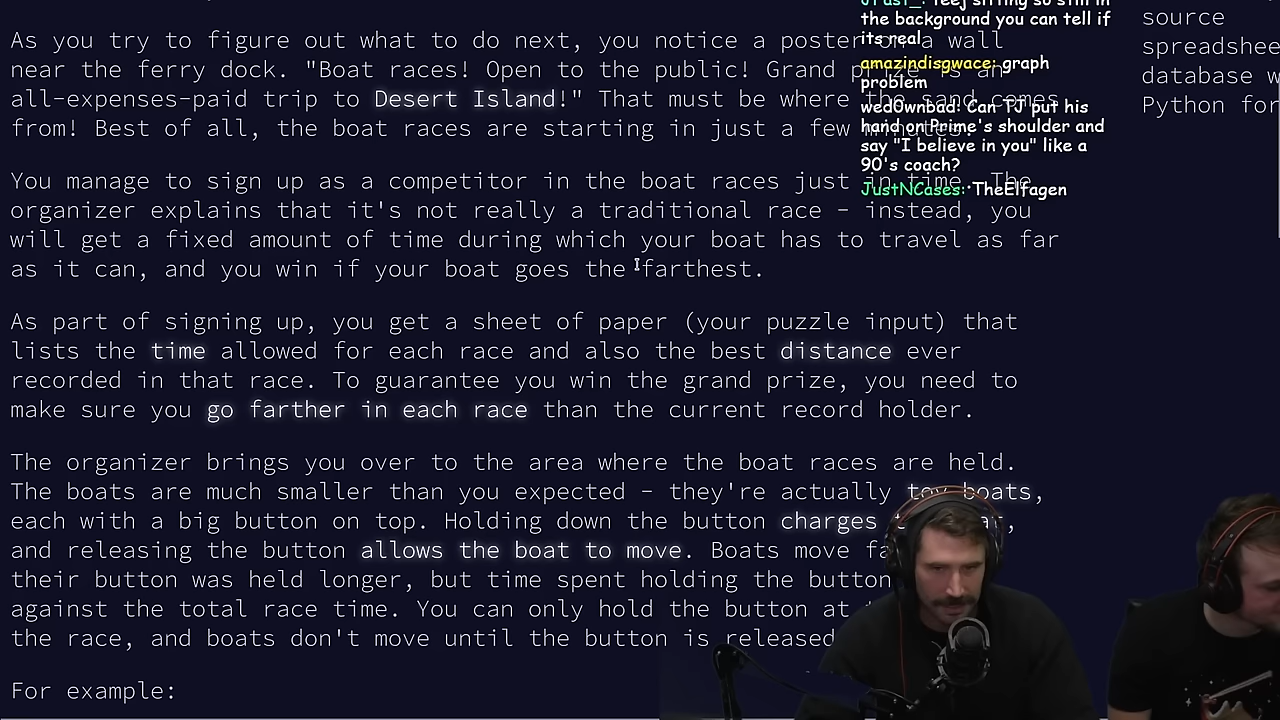 As you try to figure out what to do next, you notice a poster on a wall
near the ferry dock. "Boat races! Open to the public! Grand prize is an
all-expenses-paid trip to Desert Island!" That must be where the sand comes
from! Best of all, the boat races are starting in just a few minutes.
You manage to sign up as a competitor in the boat races just in time. The
organizer explains that it's not really a traditional race - instead, you
will get a fixed amount of time during which your boat has to travel as far
as it can, and you win if your boat goes the farthest.
As part of signing up, you get a sheet of paper (your puzzle input) that
lists the time allowed for each race and also the best distance ever
recorded in that race. To guarantee you win the grand prize, you need to
make sure you go farther in each race than the current record holder.
The organizer brings you over to the area where the boat races are held.
The boats are much smaller than you expected - they're actually toy boats,
each with a big button on top. Holding down the button charges
and releasing the button allows the boat to move. Boats move
their button was held longer, but time spent holding the button
against the total race time. You can only hold the button at
the race, and boats don't move until the button is released
For example:
teej sitting so still in
the background you can tell if
its real
amazindisgwace: graph
problem
wed0wnbad: Can TJ put his
hand on Prime's shoulder and
say "I believe in you" like a
90's coach?
JustNCases: TheElfagen
source
spreadshee
database w
Python for